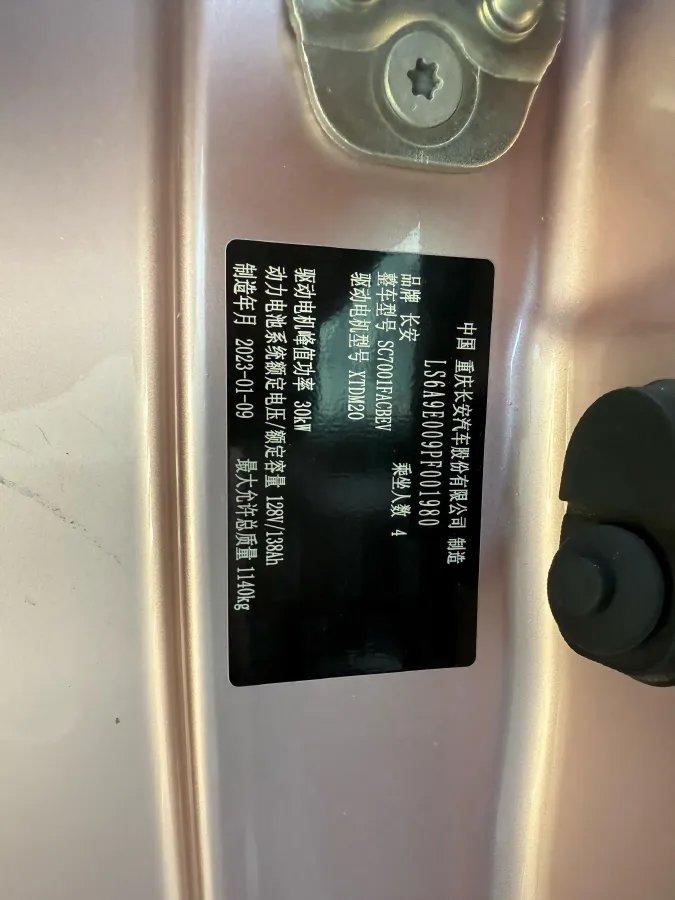 中国 重庆长安汽车股份有限公司 制造
LS6A9E009PF001980
品牌 长安
整车型号 SC7001FACBEV 乘坐人数 4
驱动电机型号 XTDM20
驱动电机峰值功率 30kW
动力电池系统额定电压/额定容量 128V/138Ah
制造年月 2023-01-09 最大允许总质量 1140kg